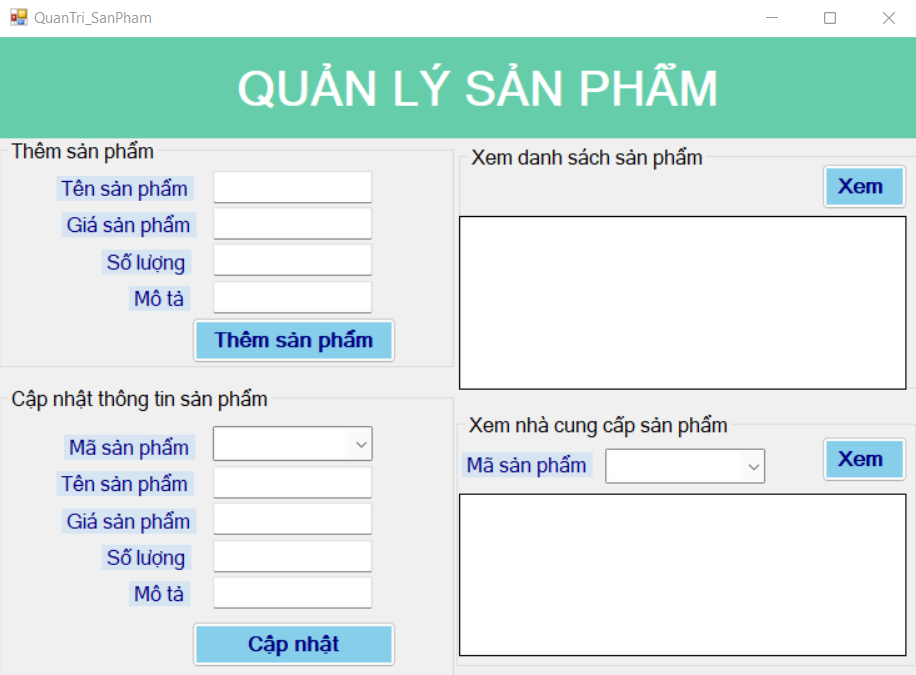 QuanTri_SanPham
QUẢN LÝ SẢN PHẨM
Thêm sản phẩm
Tên sản phẩm
Giá sản phẩm
Số lượng
Mô tả
Thêm sản phẩm
Cập nhật thông tin sản phẩm
Mã sản phẩm
Tên sản phẩm
Giá sản phẩm
Số lượng
Mô tả
Cập nhật
Xem danh sách sản phẩm
Xem
Xem nhà cung cấp sản phẩm
Mã sản phẩm
Xem